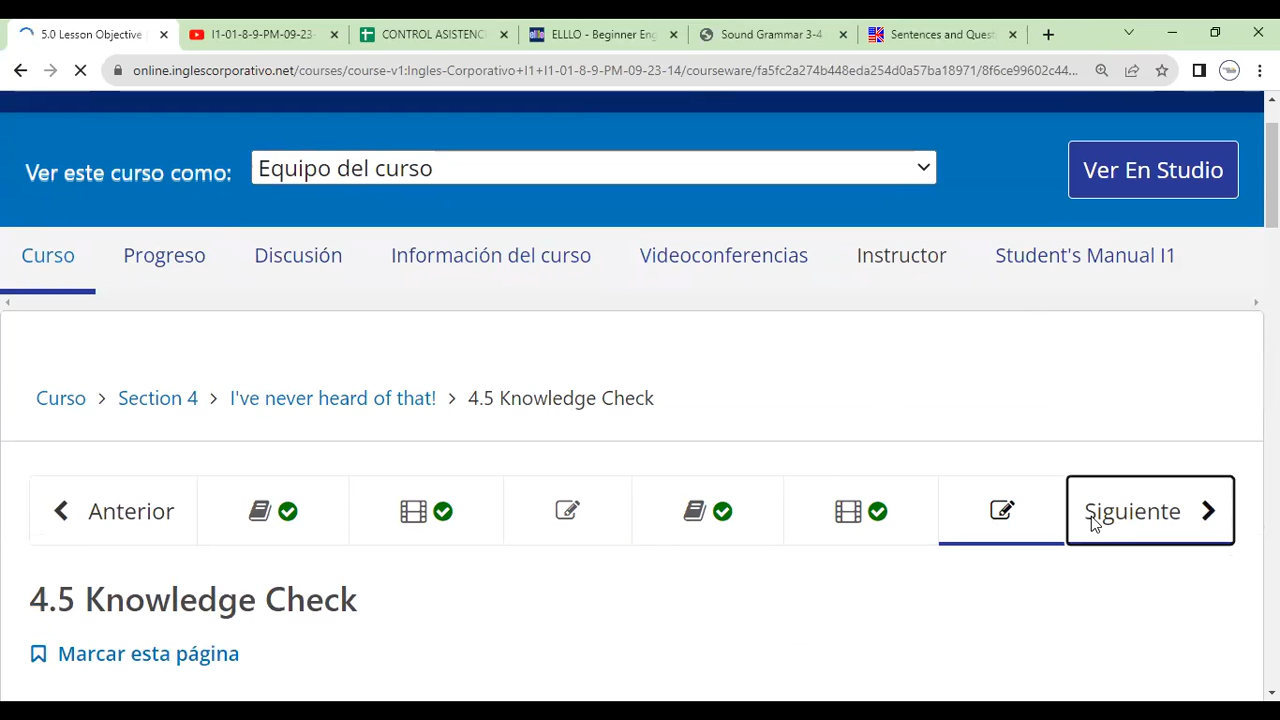 5.0 Lesson Objective
I1-01-8-9-PM-09-23-
CONTROL ASISTENC
ELLLO - Beginner Eng
Sound Grammar 3-4
Sentences and Quest
online.inglescorporativo.net/courses/course-v1:Ingles-Corporativo+I1+I1-01-8-9-PM-09-23-14/courseware/fa5fc2a274b448eda254d0a57ba18971/8f6ce99602c44...
Ver este curso como:
Equipo del curso
Ver En Studio
Curso
Progreso
Discusión
Información del curso
Videoconferencias
Instructor
Student's Manual I1
Curso > Section 4 > I've never heard of that! > 4.5 Knowledge Check
Anterior
Siguiente
4.5 Knowledge Check
Marcar esta página